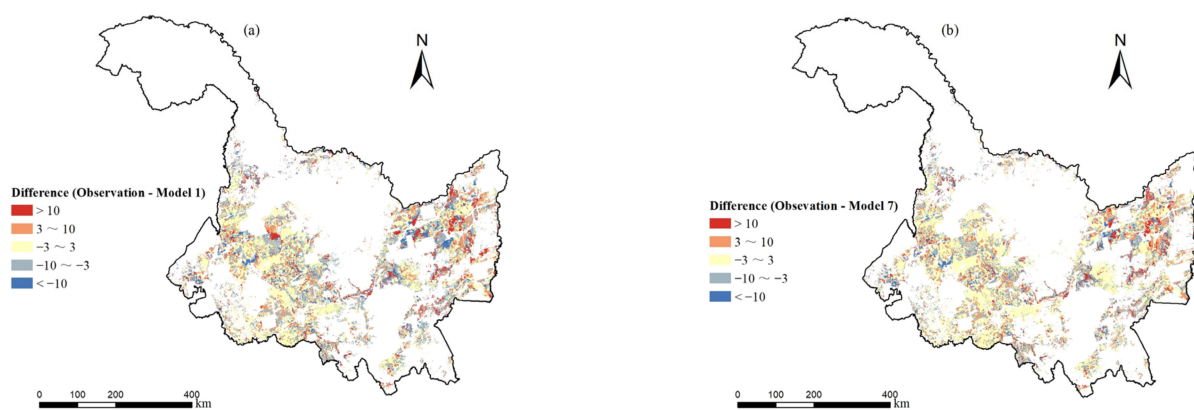 (a)
N
Difference (Observation - Model 1)
> 10
3 ~ 10
−3 ~ 3
−10 ~ −3
< −10
0 100 200 400
km
(b)
N
Difference (Obsevation - Model 7)
> 10
3 ~ 10
−3 ~ 3
−10 ~ −3
< −10
0 100 200 400
km